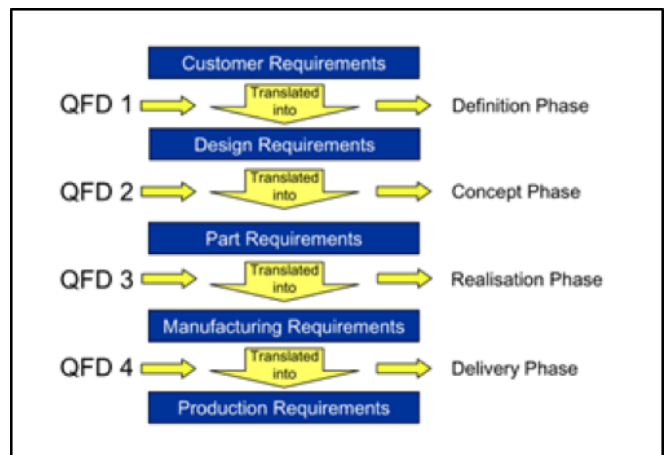 Customer Requirements
QFD 1
Translated
into
Definition Phase
Design Requirements
QFD 2
Translated
into
Concept Phase
Part Requirements
QFD 3
Translated
into
Realisation Phase
Manufacturing Requirements
QFD 4
Translated
into
Delivery Phase
Production Requirements